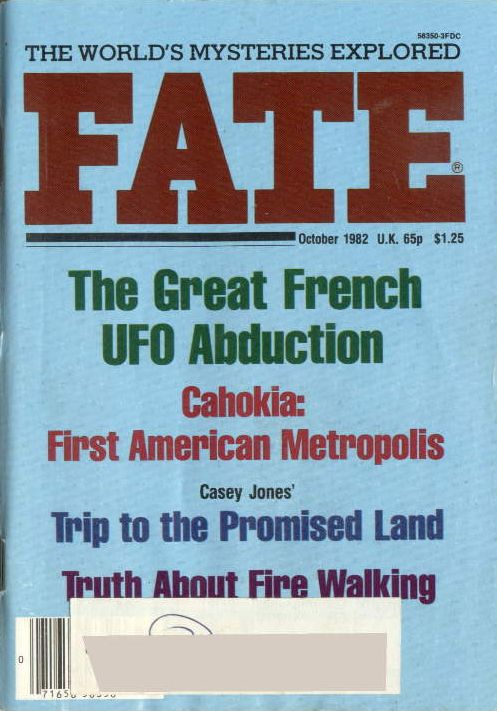 58350-3FDC
THE WORLD'S MYSTERIES EXPLORED
FATE®
October 1982 U.K. 65p $1.25
The Great French
UFO Abduction
Cahokia:
First American Metropolis
Casey Jones'
Trip to the Promised Land
Truth About Fire Walking
0